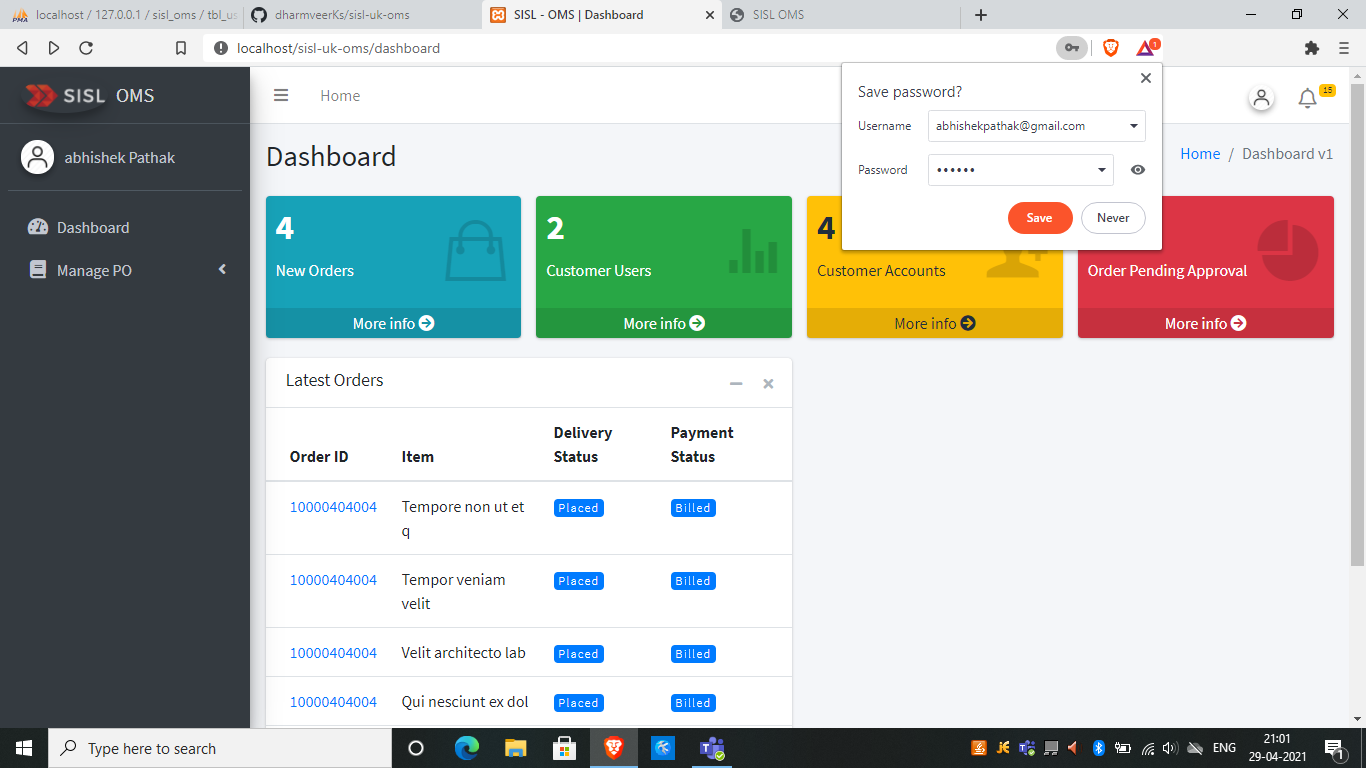 localhost / 127.0.0.1 / sisl_oms / tbl_us
dharmveerKs/sisl-uk-oms
SISL - OMS | Dashboard
SISL OMS
localhost/sisl-uk-oms/dashboard
1
SISL OMS
Home
15
Save password?
Username
abhishekpathak@gmail.com
Password
••••••
Save
Never
abhishek Pathak
Dashboard
Manage PO
Dashboard
Home / Dashboard v1
4
New Orders
More info
2
Customer Users
More info
4
Customer Accounts
More info
Order Pending Approval
More info
Latest Orders
Order ID
Item
Delivery
Status
Payment
Status
10000404004
Tempore non ut et
q
Placed
Billed
10000404004
Tempor veniam
velit
Placed
Billed
10000404004
Velit architecto lab
Placed
Billed
10000404004
Qui nesciunt ex dol
Placed
Billed
Type here to search
ENG
21:01
29-04-2021
1